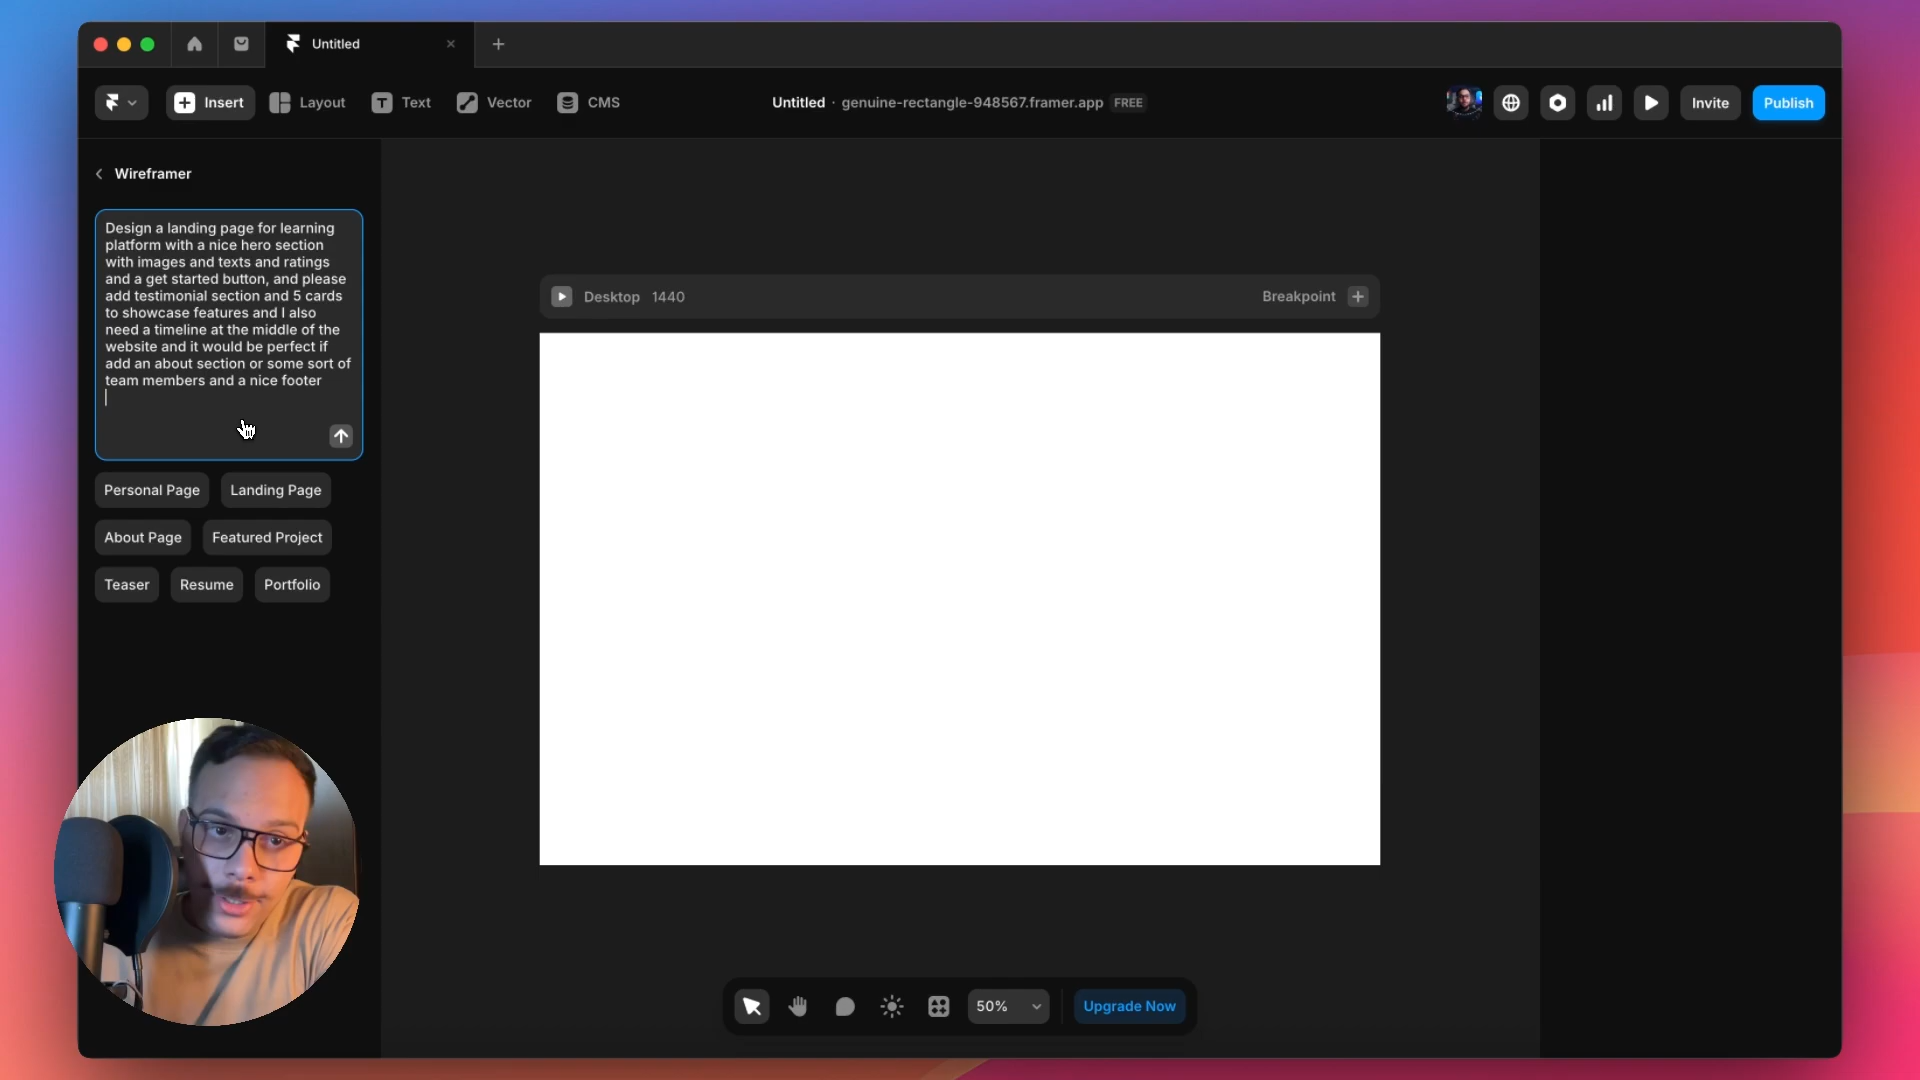 Untitled
Insert
Layout
Text
Vector
CMS
Untitled · genuine-rectangle-948567.framer.app FREE
Invite
Publish
Wireframer
Design a landing page for learning
platform with a nice hero section
with images and texts and ratings
and a get started button, and please
add testimonial section and 5 cards
to showcase features and I also
need a timeline at the middle of the
website and it would be perfect if
add an about section or some sort of
team members and a nice footer
Personal Page
Landing Page
About Page
Featured Project
Teaser
Resume
Portfolio
Desktop 1440
Breakpoint
50%
Upgrade Now